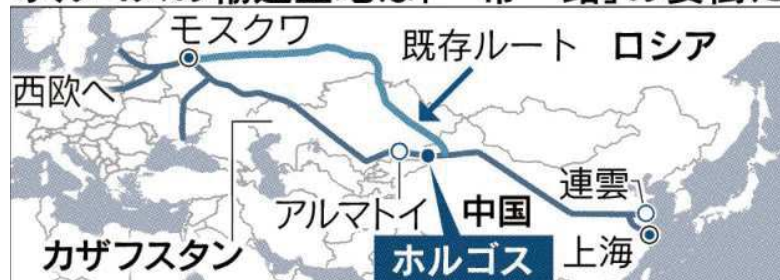 モスクワ
既存ルート
ロシア
西欧へ
連雲
アルマトイ
中国
カザフスタン
ホルゴス
上海